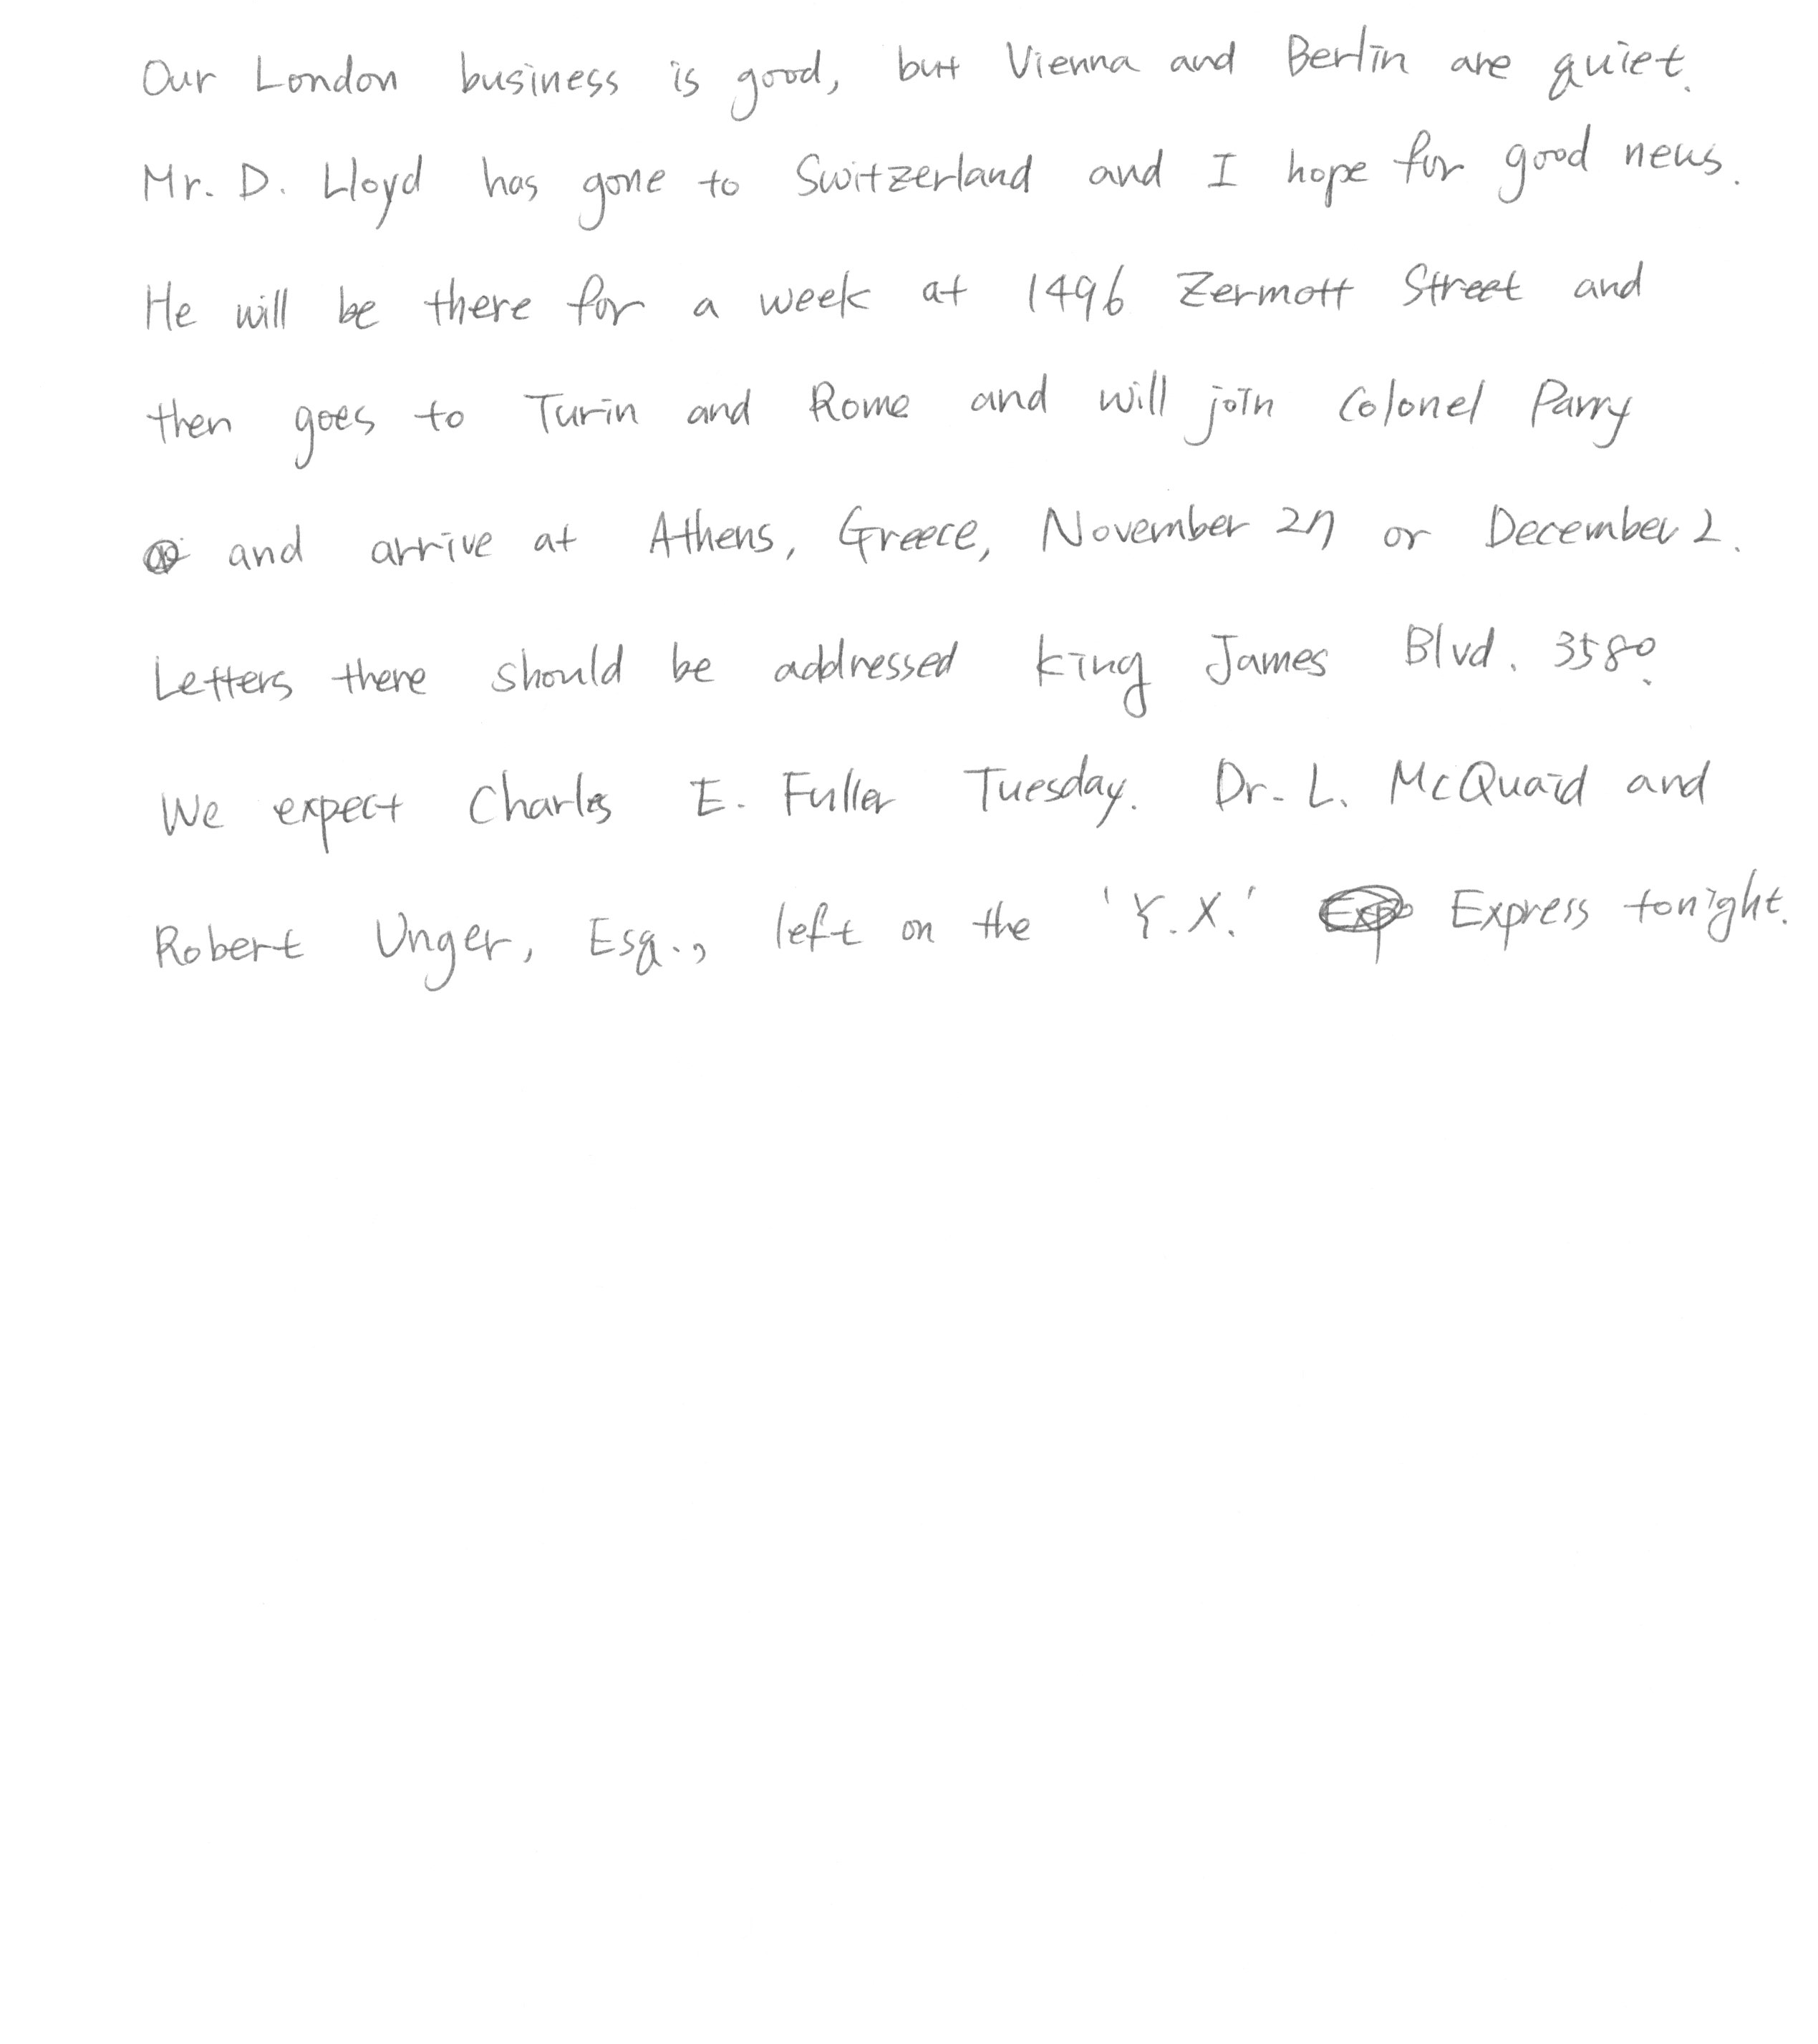 Our London business is good, but Vienna and Berlin are quiet.
Mr. D. Lloyd has gone to Switzerland and I hope for good news.
He will be there for a week at 1496 Zermott Street and
then goes to Turin and Rome and will join Colonel Parry
and arrive at Athens, Greece, November 27 or December 2.
Letters there should be addressed King James Blvd. 3580.
We expect Charles E. Fuller Tuesday. Dr. L. McQuaid and
Robert Unger, Esq., left on the 'Y.X.' Express tonight.